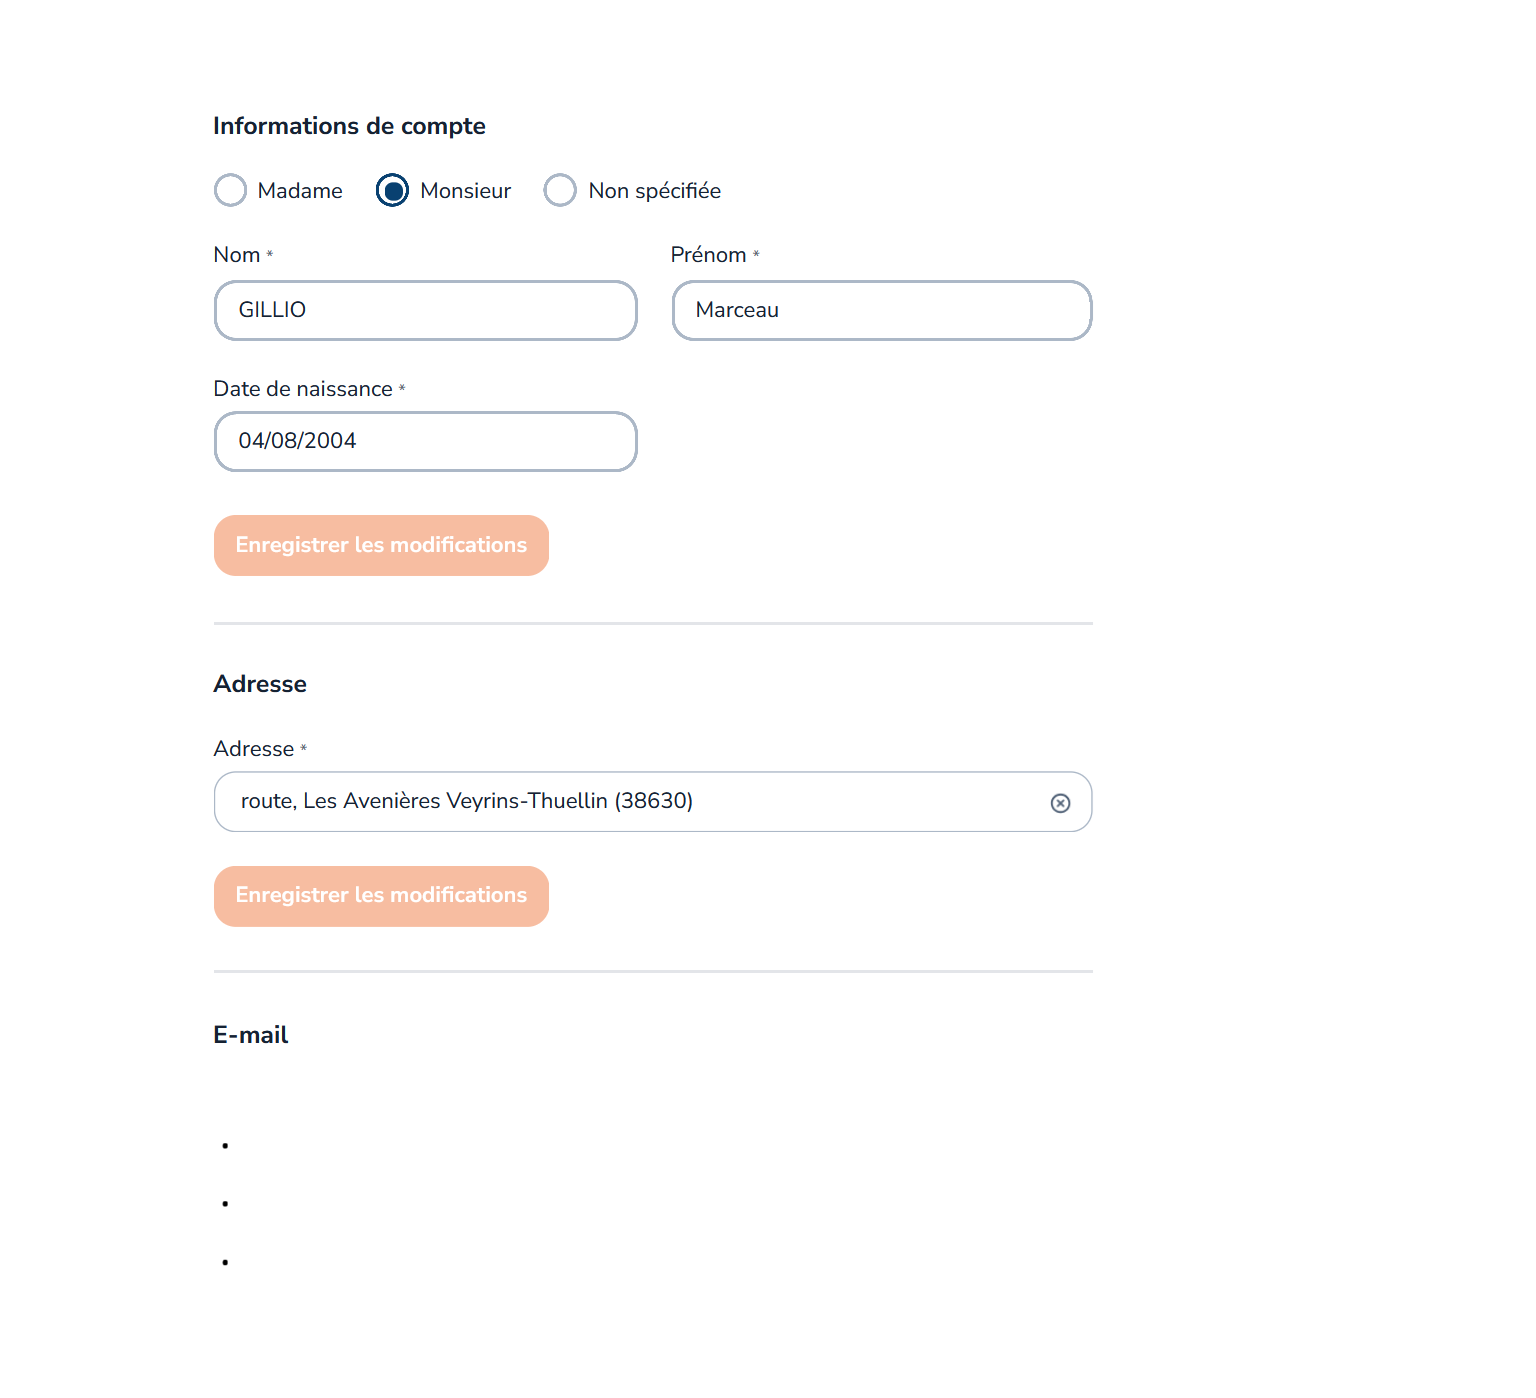 Informations de compte
Madame Monsieur Non spécifiée
Nom * Prénom *
GILLIO Marceau
Date de naissance *
04/08/2004
Enregistrer les modifications
Adresse
Adresse *
route, Les Avenières Veyrins-Thuellin (38630)
Enregistrer les modifications
E-mail